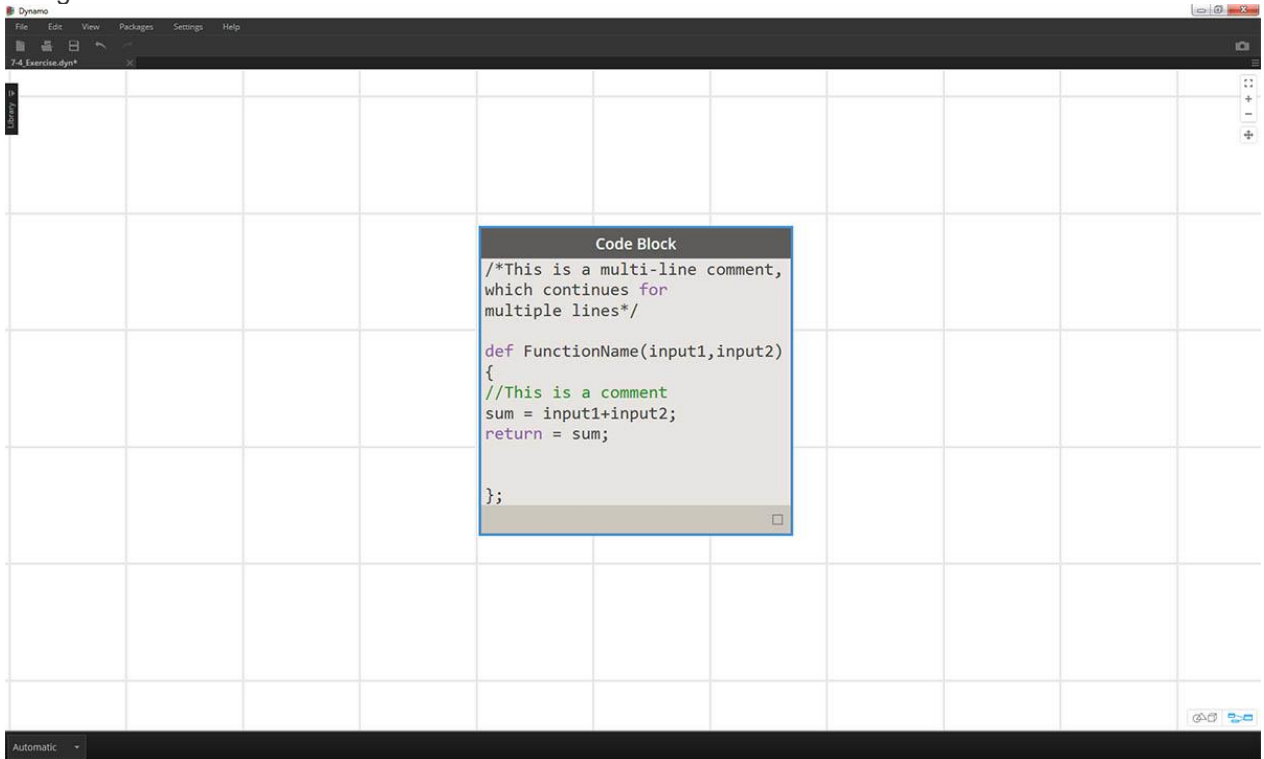 Dynamo
File Edit View Packages Settings Help
7-4_Exercise.dyn*
Library
Code Block
/*This is a multi-line comment,
which continues for
multiple lines*/
def FunctionName(input1,input2)
{
//This is a comment
sum = input1+input2;
return = sum;
};
Automatic